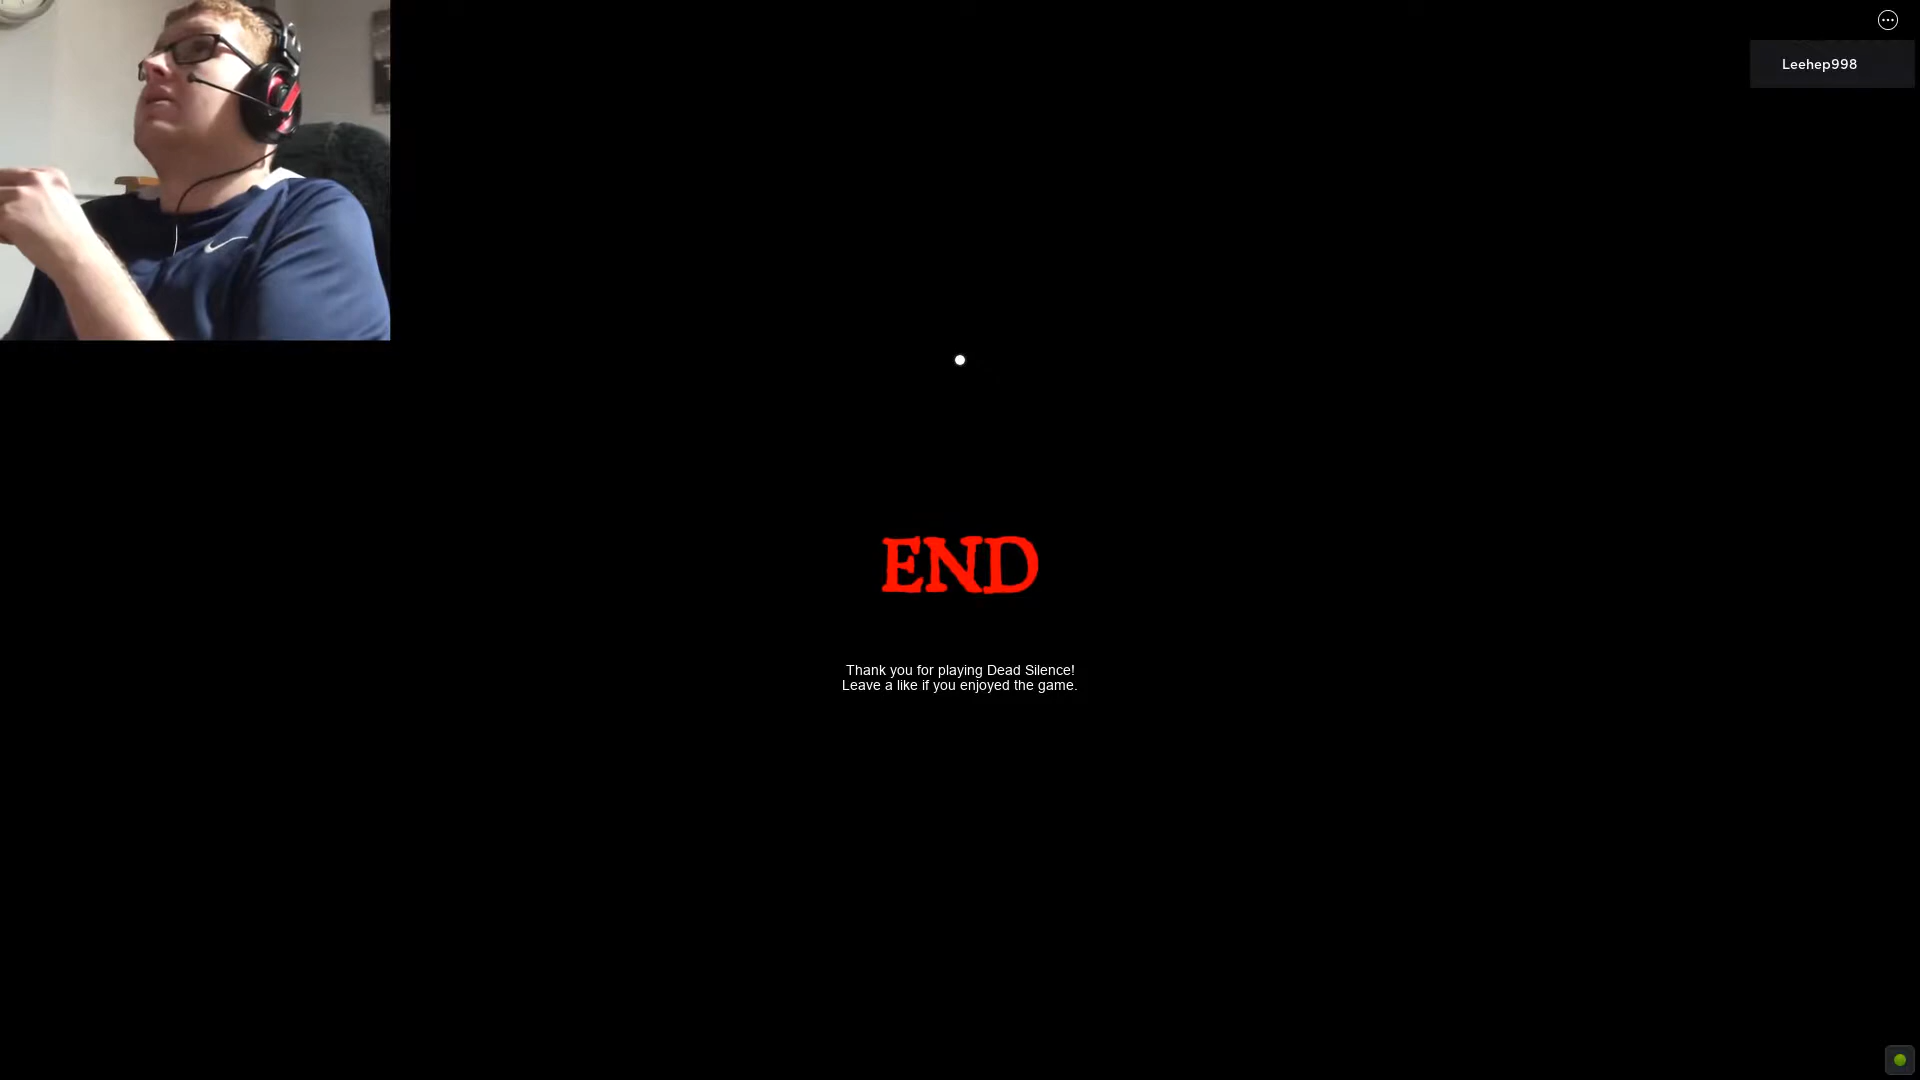 Leehep998
END
Thank you for playing Dead Silence!
Leave a like if you enjoyed the game.